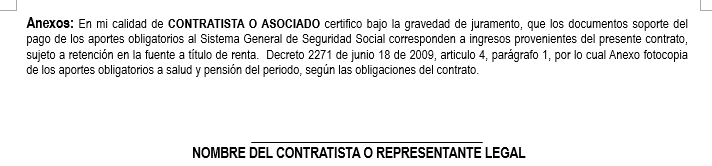 Anexos: En mi calidad de CONTRATISTA O ASOCIADO certifico bajo la gravedad de juramento, que los documentos soporte del
pago de los aportes obligatorios al Sistema General de Seguridad Social corresponden a ingresos provenientes del presente contrato,
sujeto a retención en la fuente a título de renta. Decreto 2271 de junio 18 de 2009, articulo 4, parágrafo 1, por lo cual Anexo fotocopia
de los aportes obligatorios a salud y pensión del periodo, según las obligaciones del contrato.
NOMBRE DEL CONTRATISTA O REPRESENTANTE LEGAL